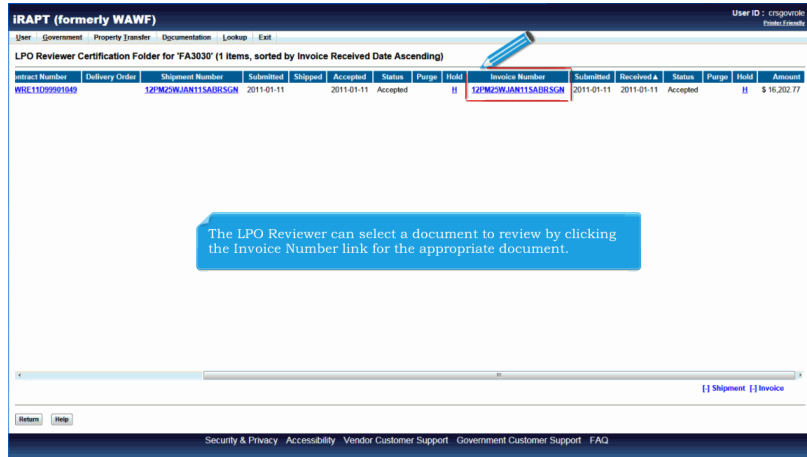 iRAPT (formerly WAWF)
User ID : crsgovrole
Printer Friendly
User Government Property Transfer Documentation Lookup Exit
LPO Reviewer Certification Folder for 'FA3030' (1 items, sorted by Invoice Received Date Ascending)
ontract Number Delivery Order Shipment Number Submitted Shipped Accepted Status Purge Hold Invoice Number Submitted Received▲ Status Purge Hold Amount
WRE11D99901049 12PM25WJAN11SABRSGN 2011-01-11 2011-01-11 Accepted H 12PM25WJAN11SABRSGN 2011-01-11 2011-01-11 Accepted H $ 16,202.77
The LPO Reviewer can select a document to review by clicking
the Invoice Number link for the appropriate document.
[-] Shipment [-] Invoice
Return Help
Security & Privacy Accessibility Vendor Customer Support Government Customer Support FAQ